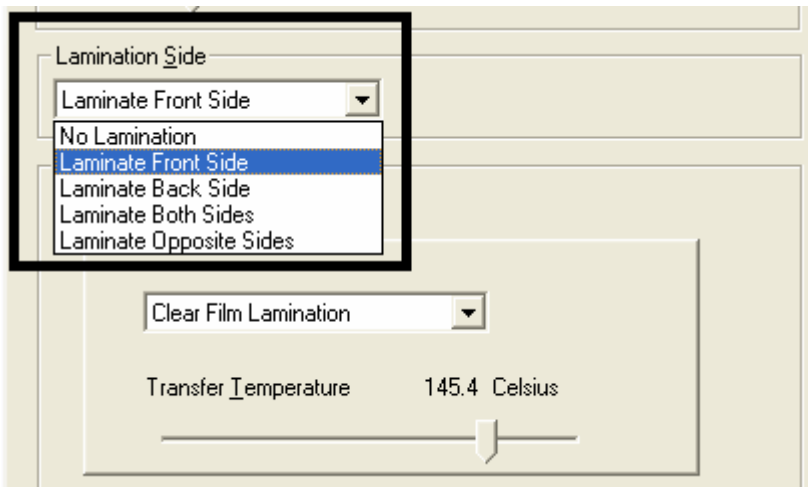 Lamination Side
Laminate Front Side
No Lamination
Laminate Front Side
Laminate Back Side
Laminate Both Sides
Laminate Opposite Sides
Clear Film Lamination
Transfer Temperature 145.4 Celsius